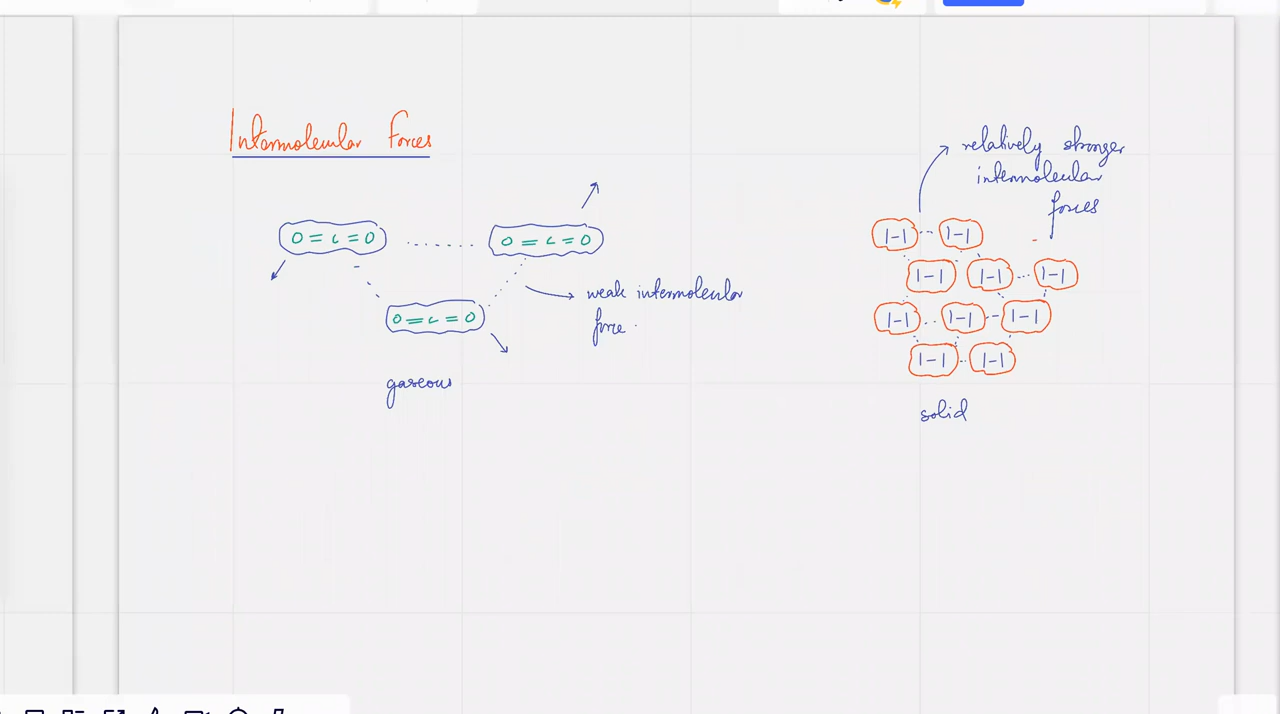 Intermolecular Forces
O = C = O
O = C = O
O = C = O
weak intermolecular
force.
gaseous
relatively stronger
intermolecular
forces
I-I I-I
I-I I-I I-I
I-I I-I I-I
I-I I-I
solid